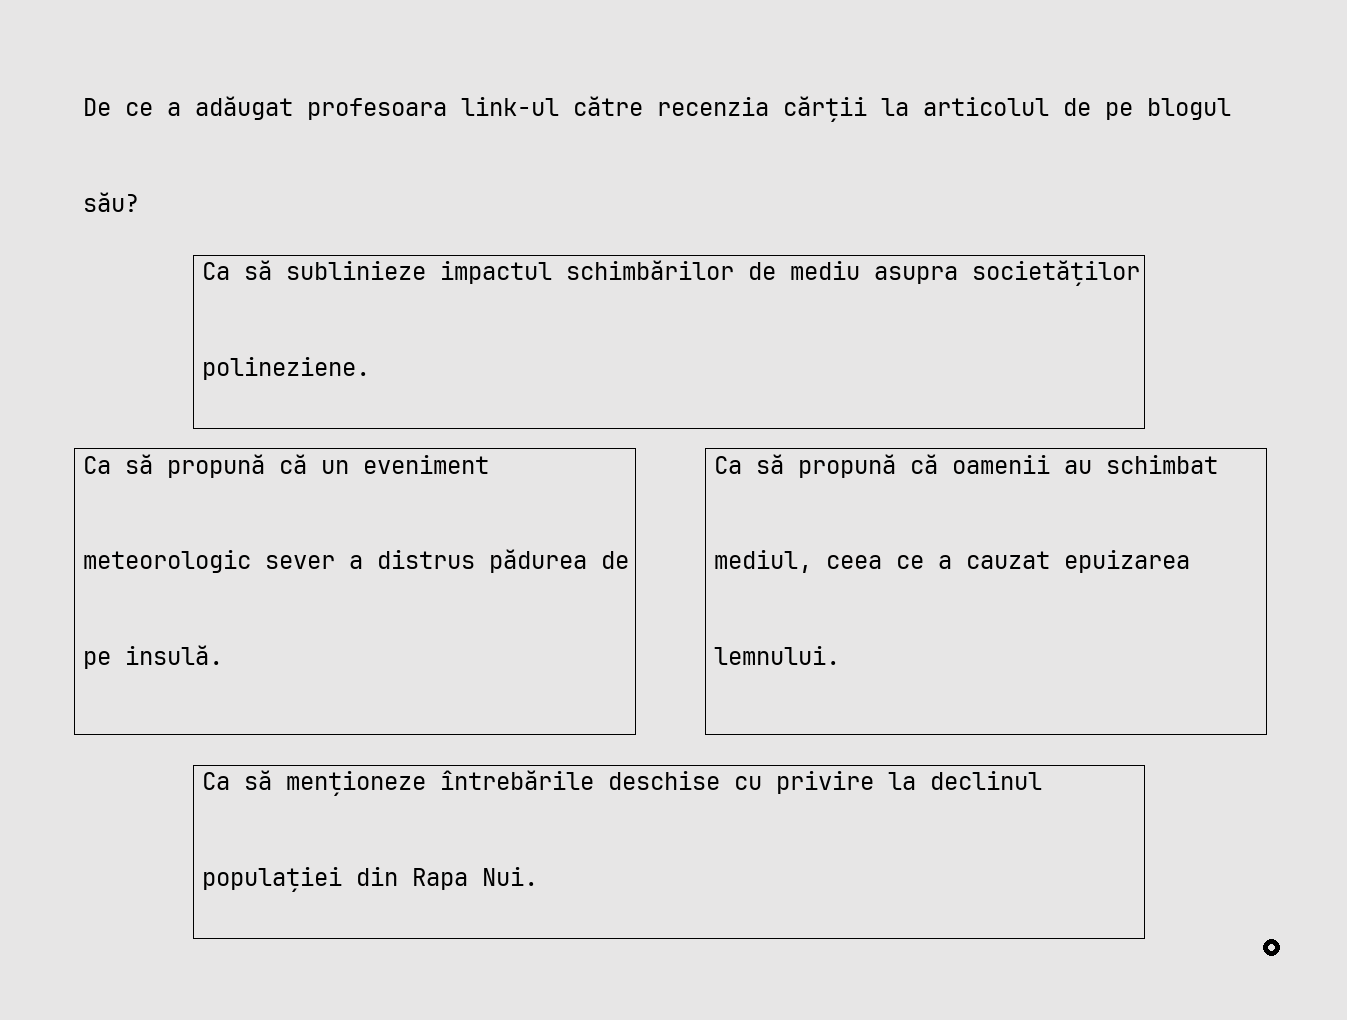 De ce a adăugat profesoara link-ul către recenzia cărții la articolul de pe blogul
său?
Ca să sublinieze impactul schimbărilor de mediu asupra societăților
polineziene.
Ca să propună că un eveniment
meteorologic sever a distrus pădurea de
pe insulă.
Ca să propună că oamenii au schimbat
mediul, ceea ce a cauzat epuizarea
lemnului.
Ca să menționeze întrebările deschise cu privire la declinul
populației din Rapa Nui.